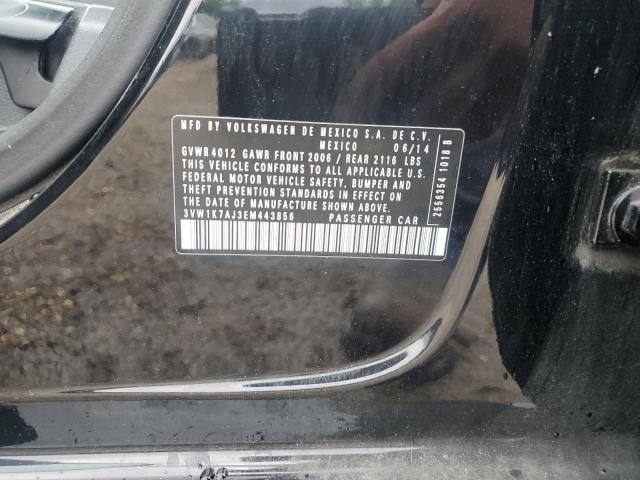 MFD BY VOLKSWAGEN DE MEXICO S.A. DE C.V.
MEXICO 06/14
GVWR 4012 GAWR FRONT 2006 / REAR 2116 LBS
THIS VEHICLE CONFORMS TO ALL APPLICABLE U.S.
FEDERAL MOTOR VEHICLE SAFETY, BUMPER AND
THEFT PREVENTION STANDARDS IN EFFECT ON
THE DATE OF MANUFACTURE SHOWN ABOVE
3VW1K7AJ3EM443856 PASSENGER CAR
2556354 1018 B